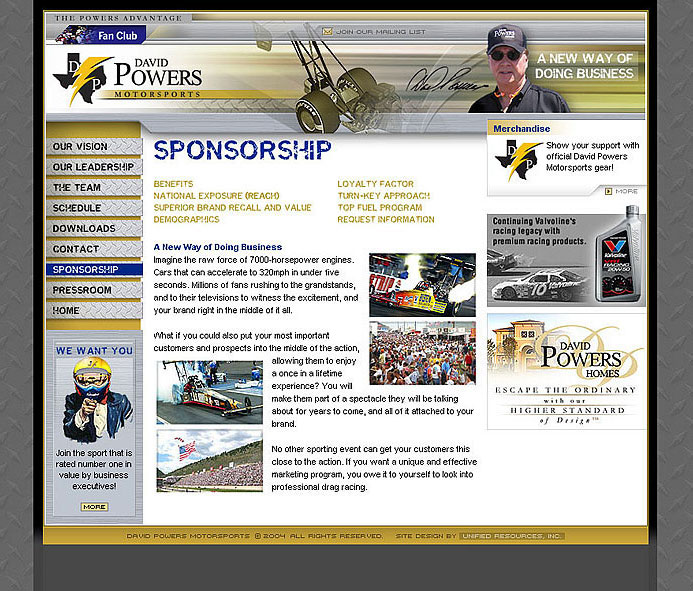 THE POWERS ADVANTAGE
Fan Club
JOIN OUR MAILING LIST
POWERS
A NEW WAY OF
DOING BUSINESS
D P
DAVID
POWERS
MOTORSPORTS
OUR VISION
OUR LEADERSHIP
THE TEAM
SCHEDULE
DOWNLOADS
CONTACT
SPONSORSHIP
PRESSROOM
HOME
WE WANT YOU
Join the sport that is
rated number one in
value by business
executives!
MORE
SPONSORSHIP
BENEFITS
NATIONAL EXPOSURE (REACH)
SUPERIOR BRAND RECALL AND VALUE
DEMOGRAPHICS
LOYALTY FACTOR
TURN-KEY APPROACH
TOP FUEL PROGRAM
REQUEST INFORMATION
A New Way of Doing Business
Imagine the raw force of 7000-horsepower engines.
Cars that can accelerate to 320mph in under five
seconds. Millions of fans rushing to the grandstands,
and to their televisions to witness the excitement, and
your brand right in the middle of it all.
What if you could also put your most important
customers and prospects into the middle of the action,
allowing them to enjoy
a once in a lifetime
experience? You will
make them part of a spectacle they will be talking
about for years to come, and all of it attached to your
brand.
No other sporting event can get your customers this
close to the action. If you want a unique and effective
marketing program, you owe it to yourself to look into
professional drag racing.
Merchandise
D P
Show your support with
official David Powers
Motorsports gear!
MORE
Continuing Valvoline's
racing legacy with
premium racing products.
Valvoline
RACING
20W-50
10
Valvoline
DAVID
POWERS
HOMES
ESCAPE THE ORDINARY
with our
HIGHER STANDARD
of Design™
DAVID POWERS MOTORSPORTS © 2004 ALL RIGHTS RESERVED. SITE DESIGN BY UNIFIED RESOURCES, INC.